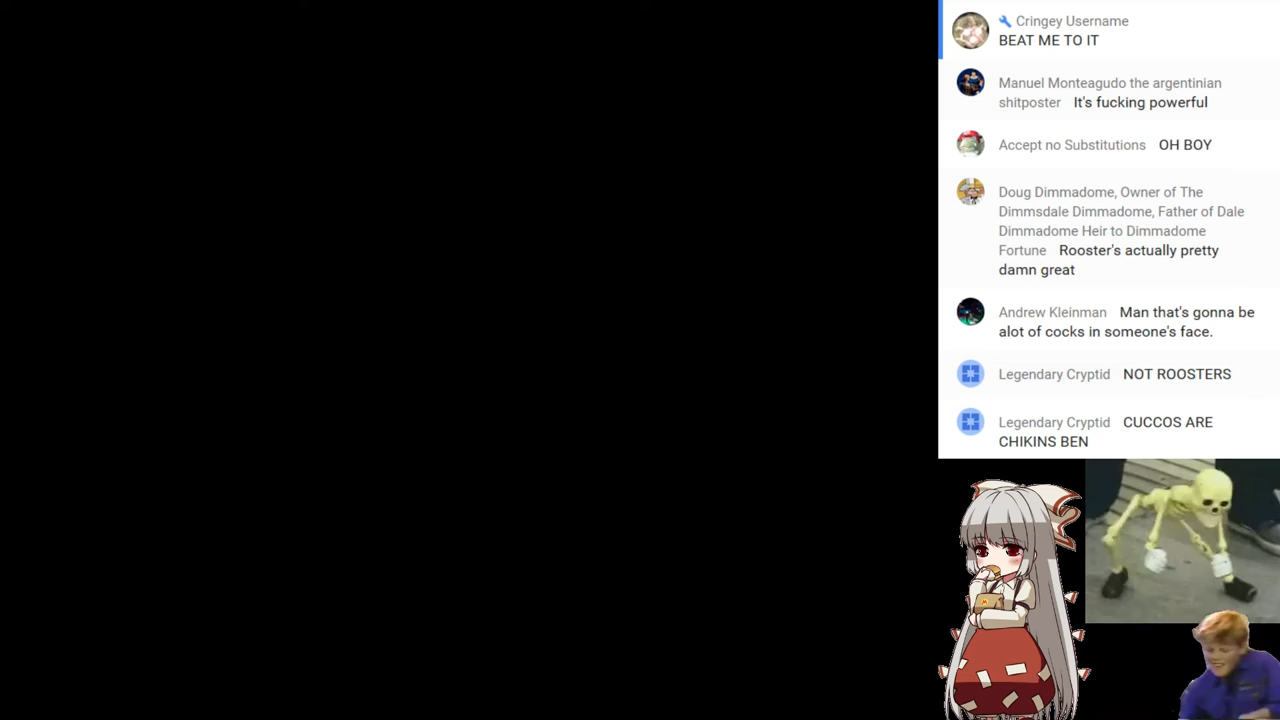 Cringey Username
BEAT ME TO IT
Manuel Monteagudo the argentinian
shitposter It's fucking powerful
Accept no Substitutions OH BOY
Doug Dimmadome, Owner of The
Dimmsdale Dimmadome, Father of Dale
Dimmadome Heir to Dimmadome
Fortune Rooster's actually pretty
damn great
Andrew Kleinman Man that's gonna be
alot of cocks in someone's face.
Legendary Cryptid NOT ROOSTERS
Legendary Cryptid CUCCOS ARE
CHIKINS BEN